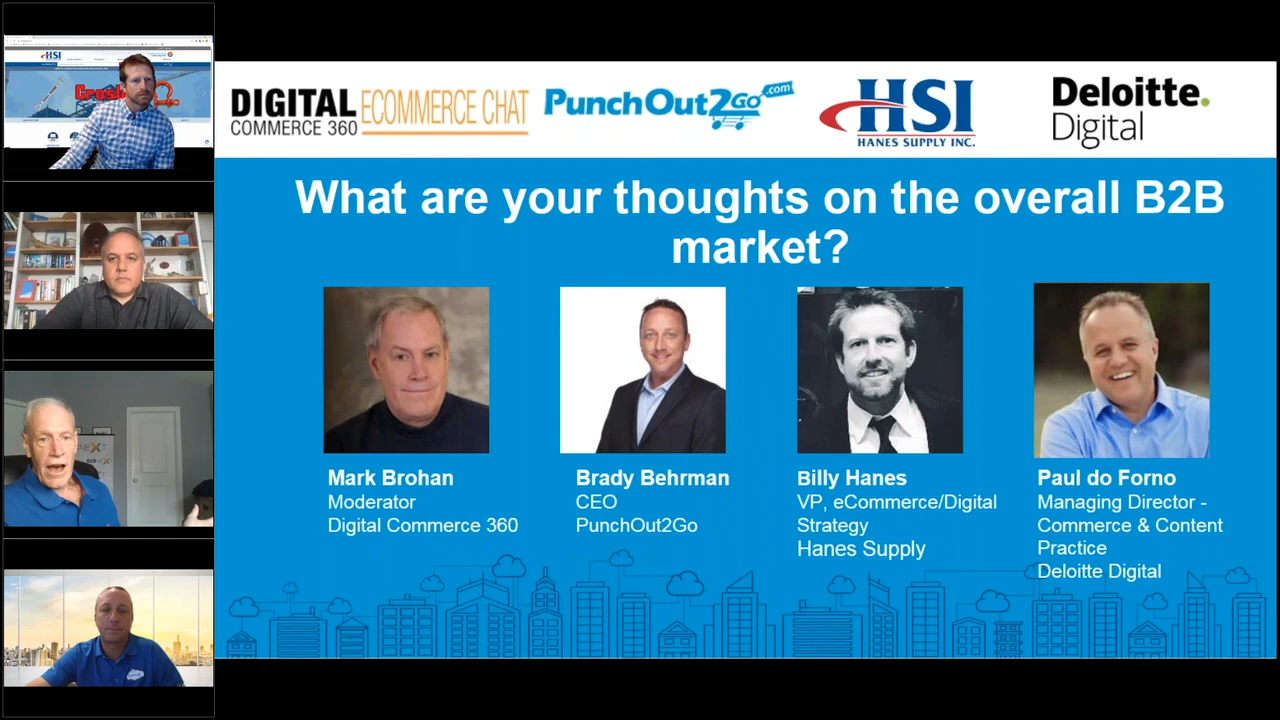 HSI
Crosby
DIGITAL
COMMERCE 360
ECOMMERCE CHAT
PunchOut2Go.com
HSI
HANES SUPPLY INC.
Deloitte.
Digital
What are your thoughts on the overall B2B
market?
Mark Brohan
Moderator
Digital Commerce 360
Brady Behrman
CEO
PunchOut2Go
Billy Hanes
VP, eCommerce/Digital
Strategy
Hanes Supply
Paul do Forno
Managing Director -
Commerce & Content
Practice
Deloitte Digital